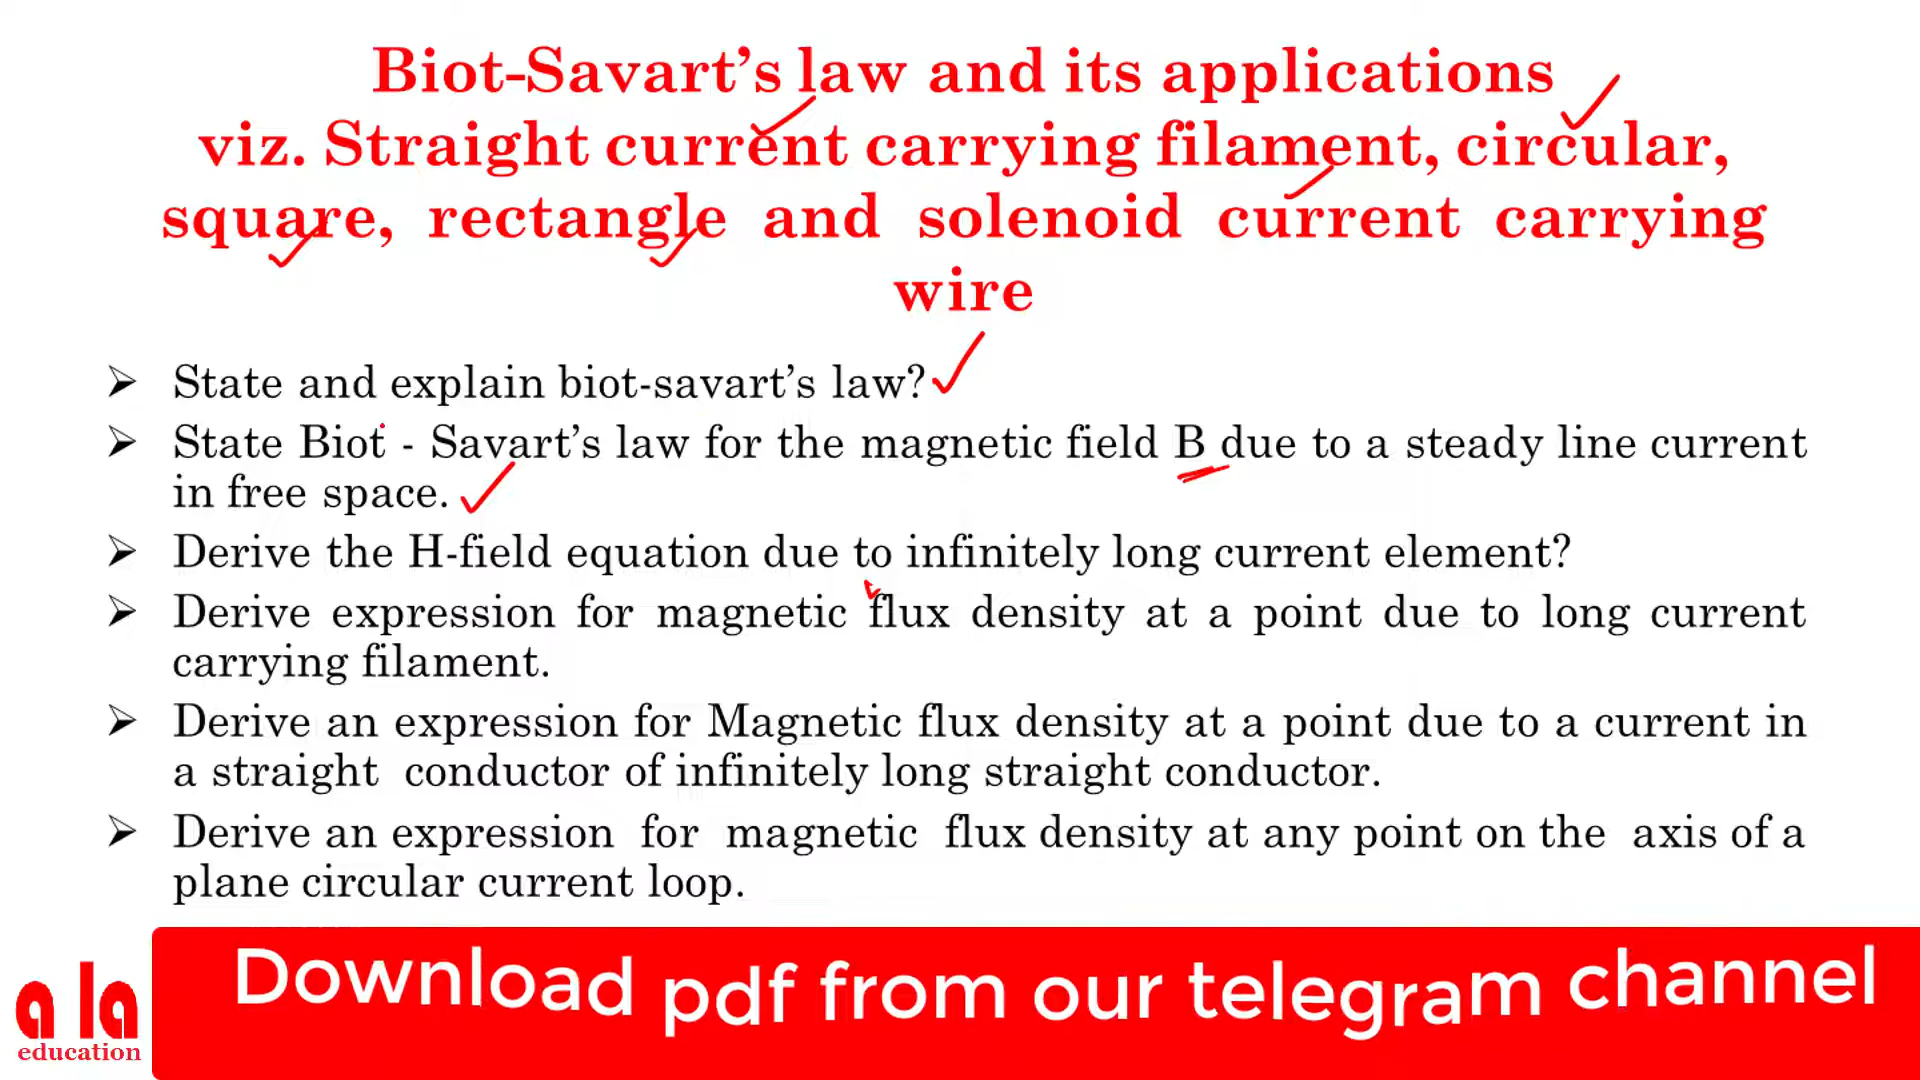 Biot-Savart’s law and its applications
viz. Straight current carrying filament, circular,
square, rectangle and solenoid current carrying
wire
➢ State and explain biot-savart’s law?
➢ State Biot - Savart’s law for the magnetic field B due to a steady line current
in free space.
➢ Derive the H-field equation due to infinitely long current element?
➢ Derive expression for magnetic flux density at a point due to long current
carrying filament.
➢ Derive an expression for Magnetic flux density at a point due to a current in
a straight conductor of infinitely long straight conductor.
➢ Derive an expression for magnetic flux density at any point on the axis of a
plane circular current loop.
a la
education
Download pdf from our telegram channel